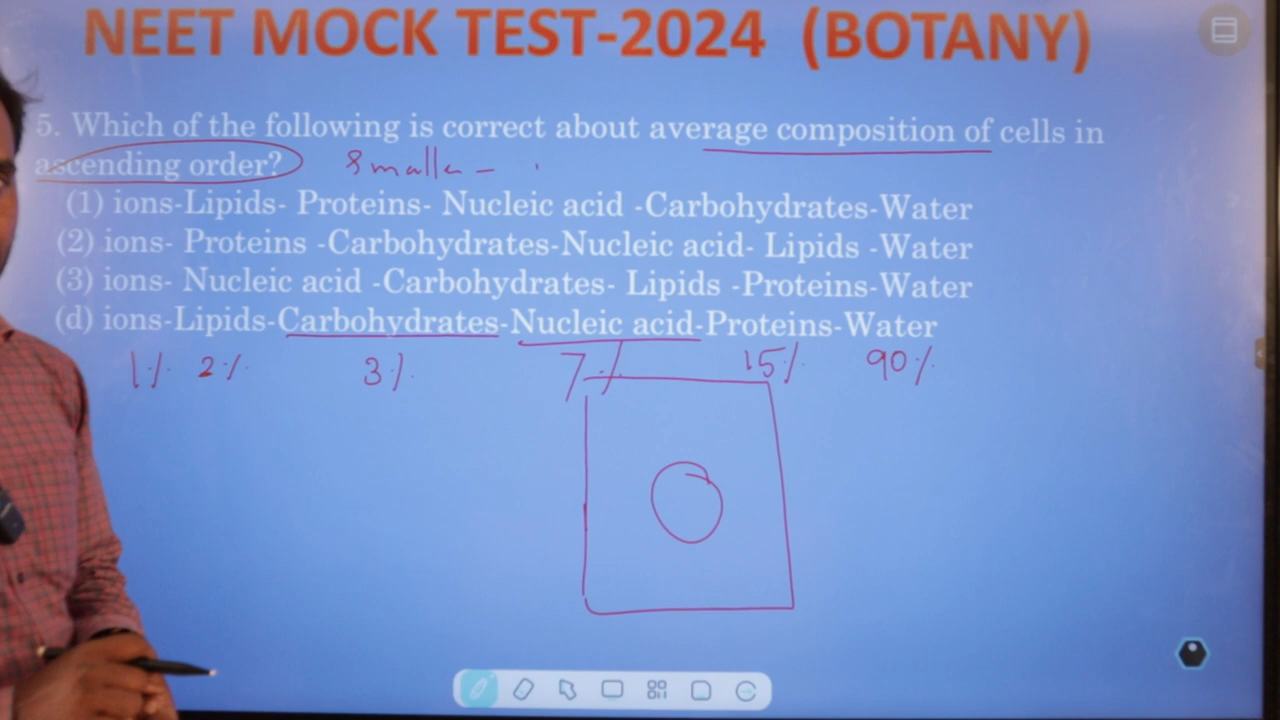 NEET MOCK TEST-2024 (BOTANY)
5. Which of the following is correct about average composition of cells in
ascending order? Smaller -
(1) ions-Lipids- Proteins- Nucleic acid -Carbohydrates-Water
(2) ions- Proteins -Carbohydrates-Nucleic acid- Lipids -Water
(3) ions- Nucleic acid -Carbohydrates- Lipids -Proteins-Water
(d) ions-Lipids-Carbohydrates-Nucleic acid-Proteins-Water
1% 2% 3% 7% 15% 90%